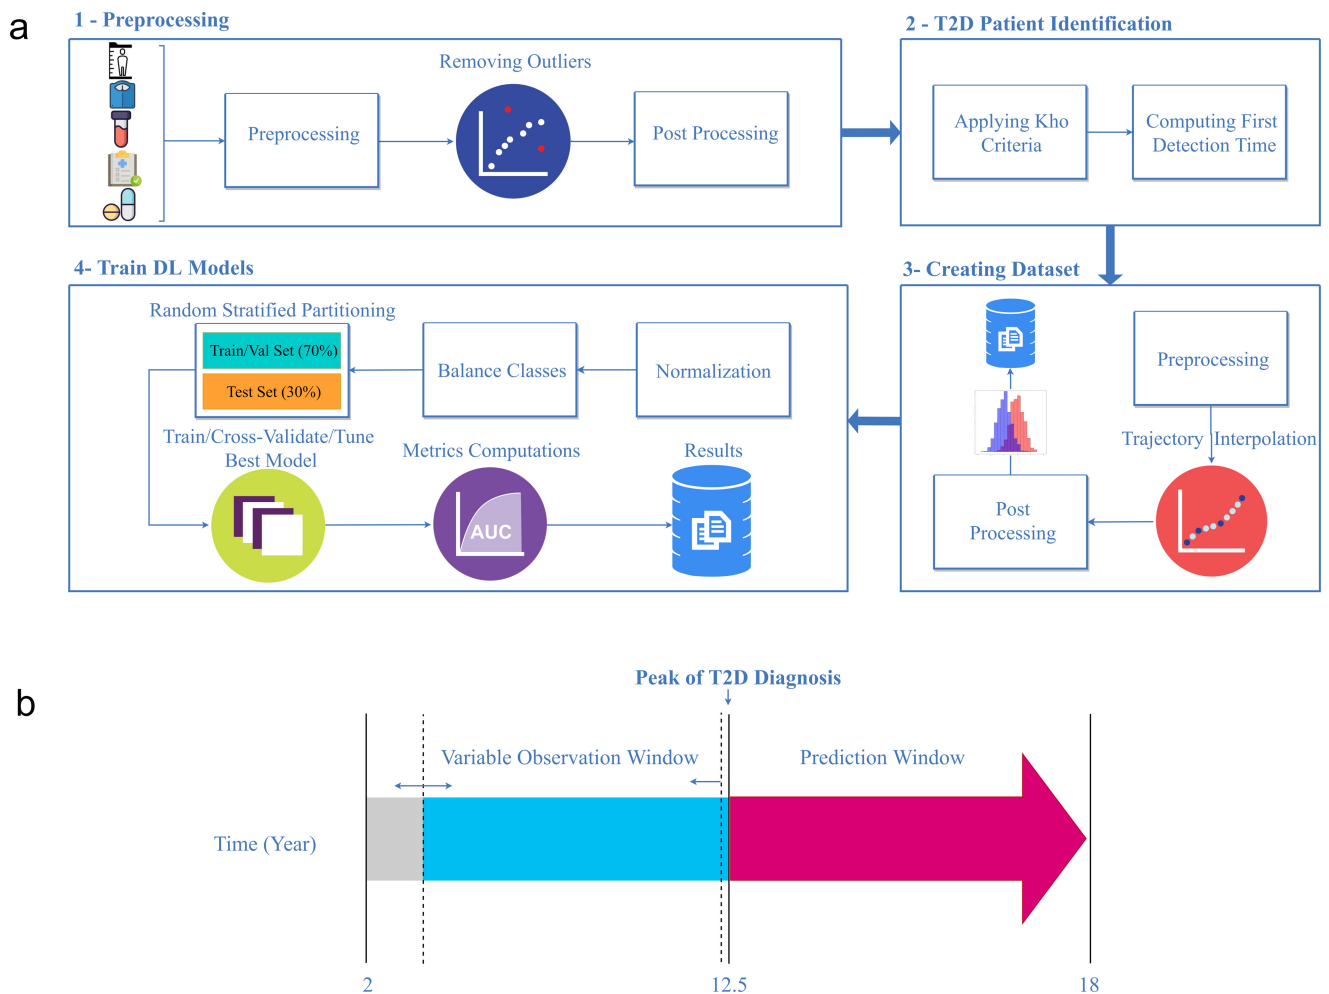 a
1 - Preprocessing
Preprocessing
Removing Outliers
Post Processing
2 - T2D Patient Identification
Applying Kho
Criteria
Computing First
Detection Time
3- Creating Dataset
Preprocessing
Trajectory Interpolation
Post
Processing
4- Train DL Models
Normalization
Balance Classes
Random Stratified Partitioning
Train/Val Set (70%)
Test Set (30%)
Train/Cross-Validate/Tune
Best Model
Metrics Computations
AUC
Results
b
Peak of T2D Diagnosis
Variable Observation Window
Prediction Window
Time (Year)
2
12.5
18